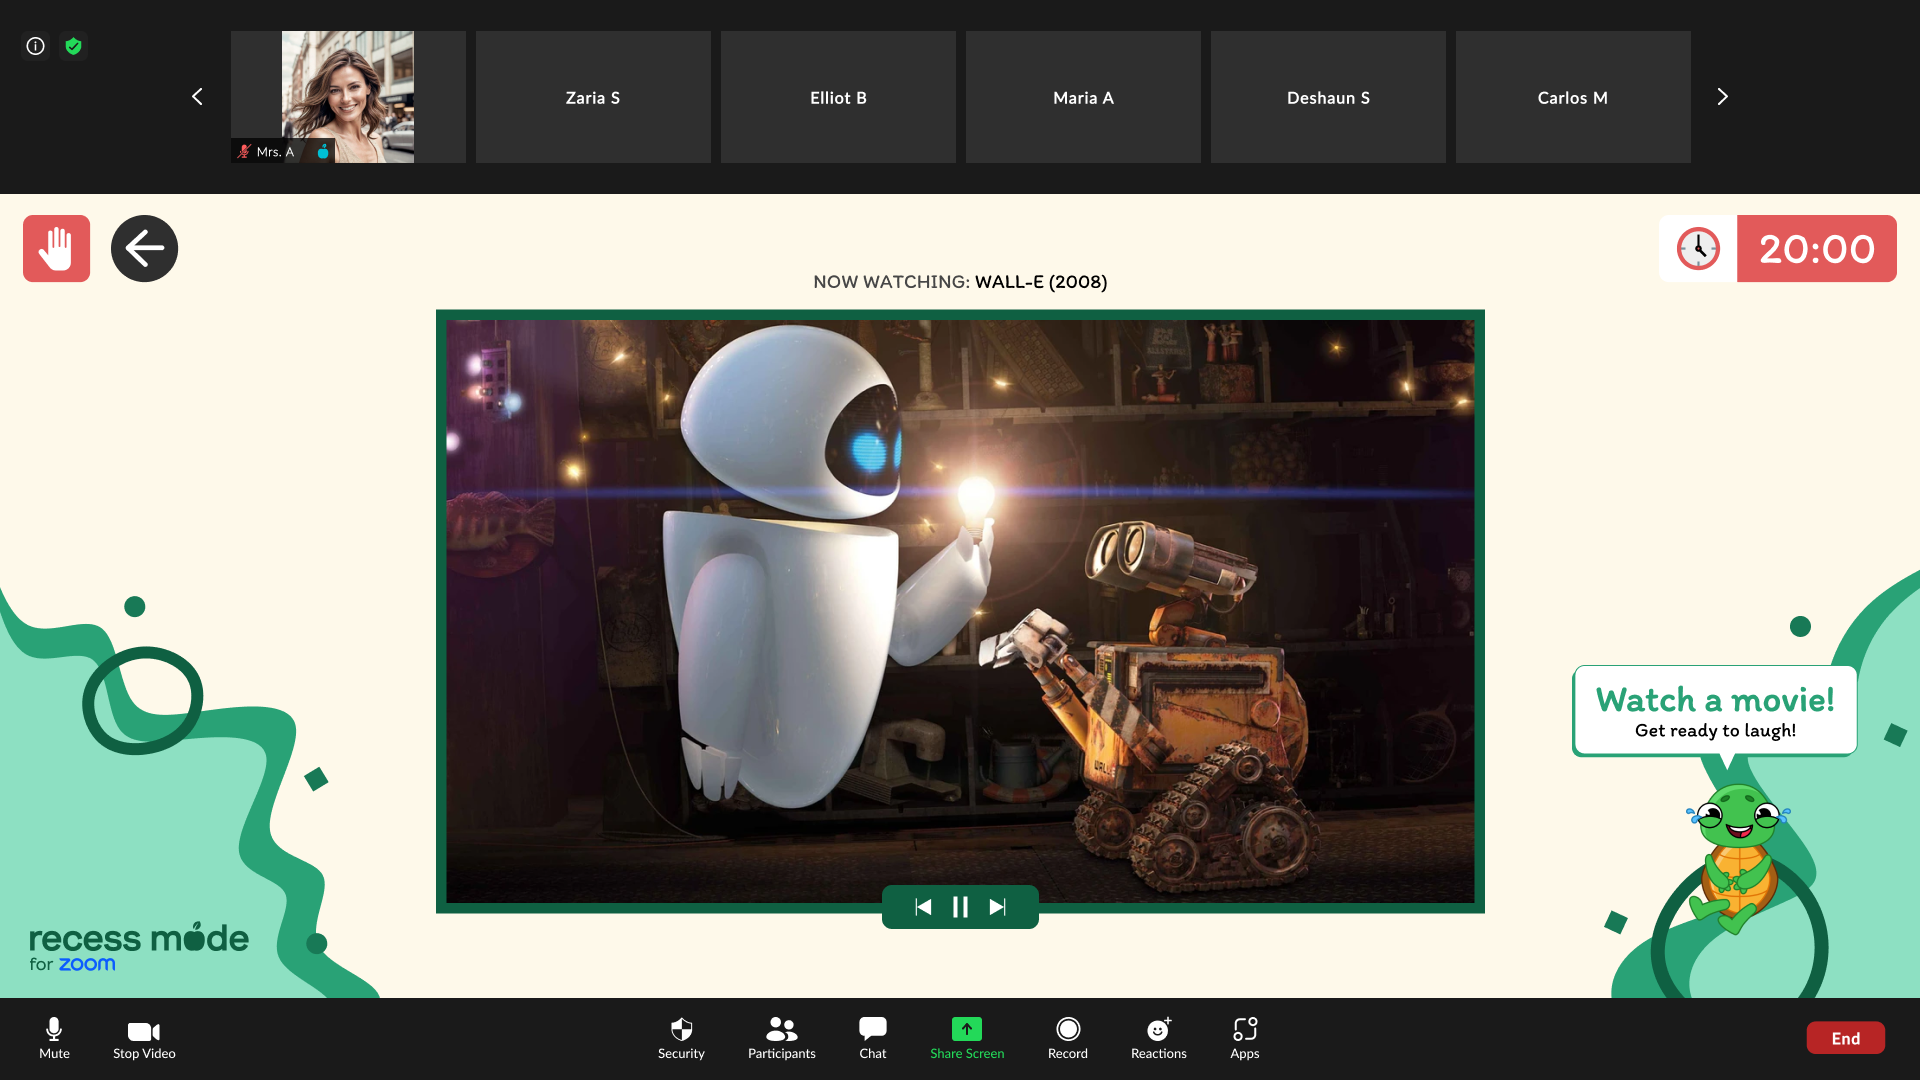 Zaria S
Elliot B
Maria A
Deshaun S
Carlos M
Mrs. A
20:00
NOW WATCHING: WALL-E (2008)
WALL•E
Watch a movie!
Get ready to laugh!
recess mode
for zoom
Mute
Stop Video
Security
Participants
Chat
Share Screen
Record
Reactions
Apps
End